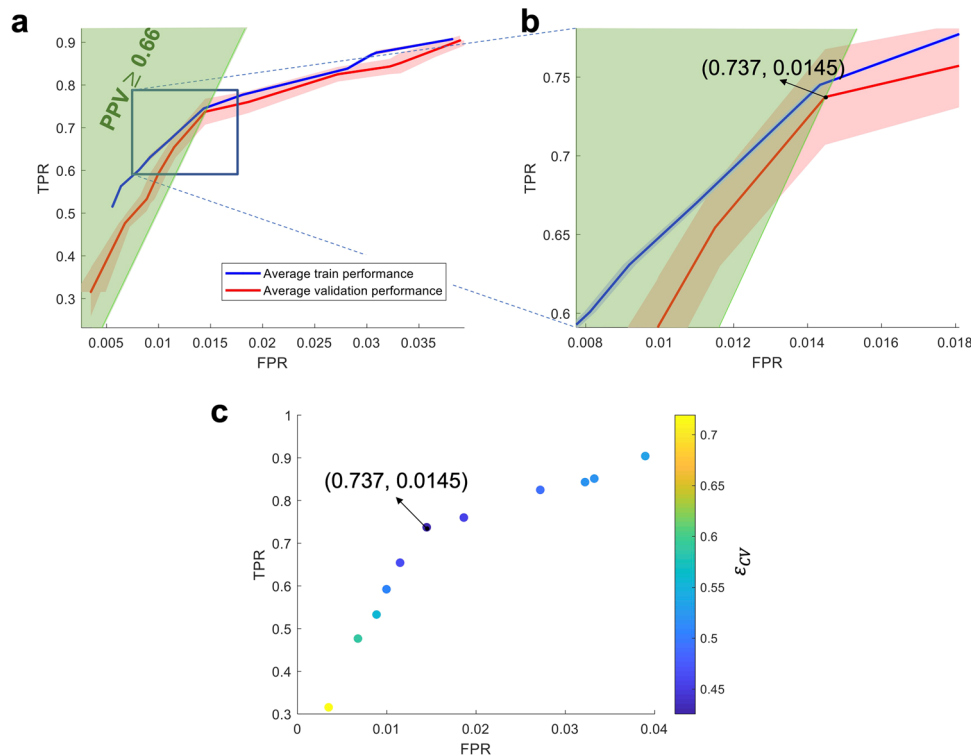 a
PPV ≥ 0.66
TPR
0.9
0.8
0.7
0.6
0.5
0.4
0.3
0.005 0.01 0.015 0.02 0.025 0.03 0.035
FPR
Average train performance
Average validation performance
b
(0.737, 0.0145)
TPR
0.75
0.7
0.65
0.6
0.008 0.01 0.012 0.014 0.016 0.018
FPR
c
(0.737, 0.0145)
TPR
1
0.9
0.8
0.7
0.6
0.5
0.4
0.3
0 0.01 0.02 0.03 0.04
FPR
0.7
0.65
0.6
0.55
0.5
0.45
εCV